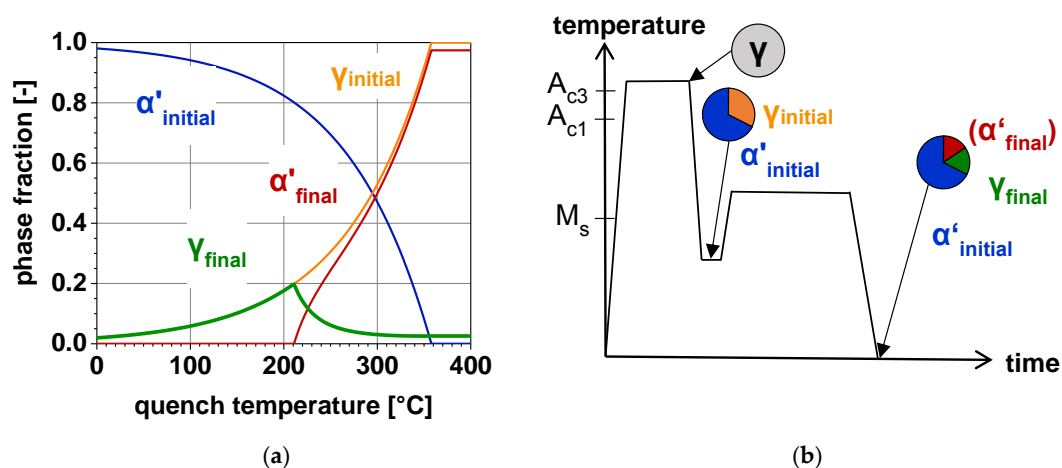 1.0
0.8
0.6
0.4
0.2
0.0
phase fraction [-]
α'initial
γinitial
α'final
γfinal
0 100 200 300 400
quench temperature [°C]
(a)
temperature
Ac3
Ac1
Ms
γ
γinitial
α'initial
(α‘final)
γfinal
α‘initial
time
(b)